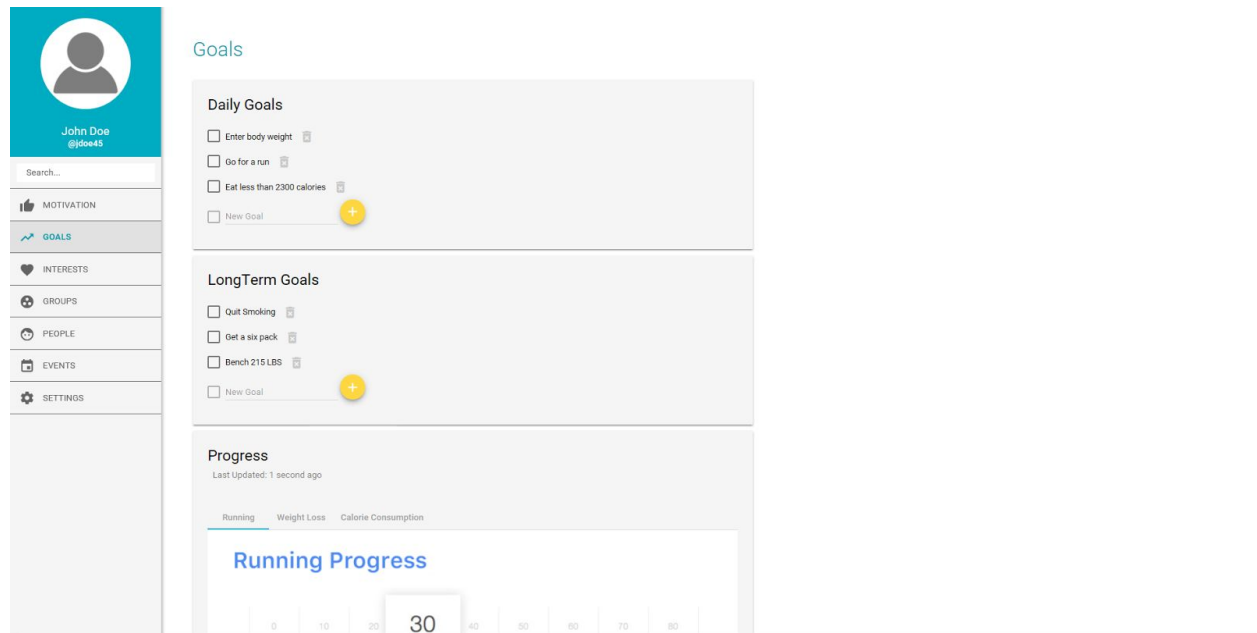 John Doe
@jdoe45
Search...
MOTIVATION
GOALS
INTERESTS
GROUPS
PEOPLE
EVENTS
SETTINGS
Goals
Daily Goals
Enter body weight
Go for a run
Eat less than 2300 calories
New Goal
+
LongTerm Goals
Quit Smoking
Get a six pack
Bench 215 LBS
New Goal
+
Progress
Last Updated: 1 second ago
Running Weight Loss Calorie Consumption
Running Progress
0 10 20 30 40 50 60 70 80